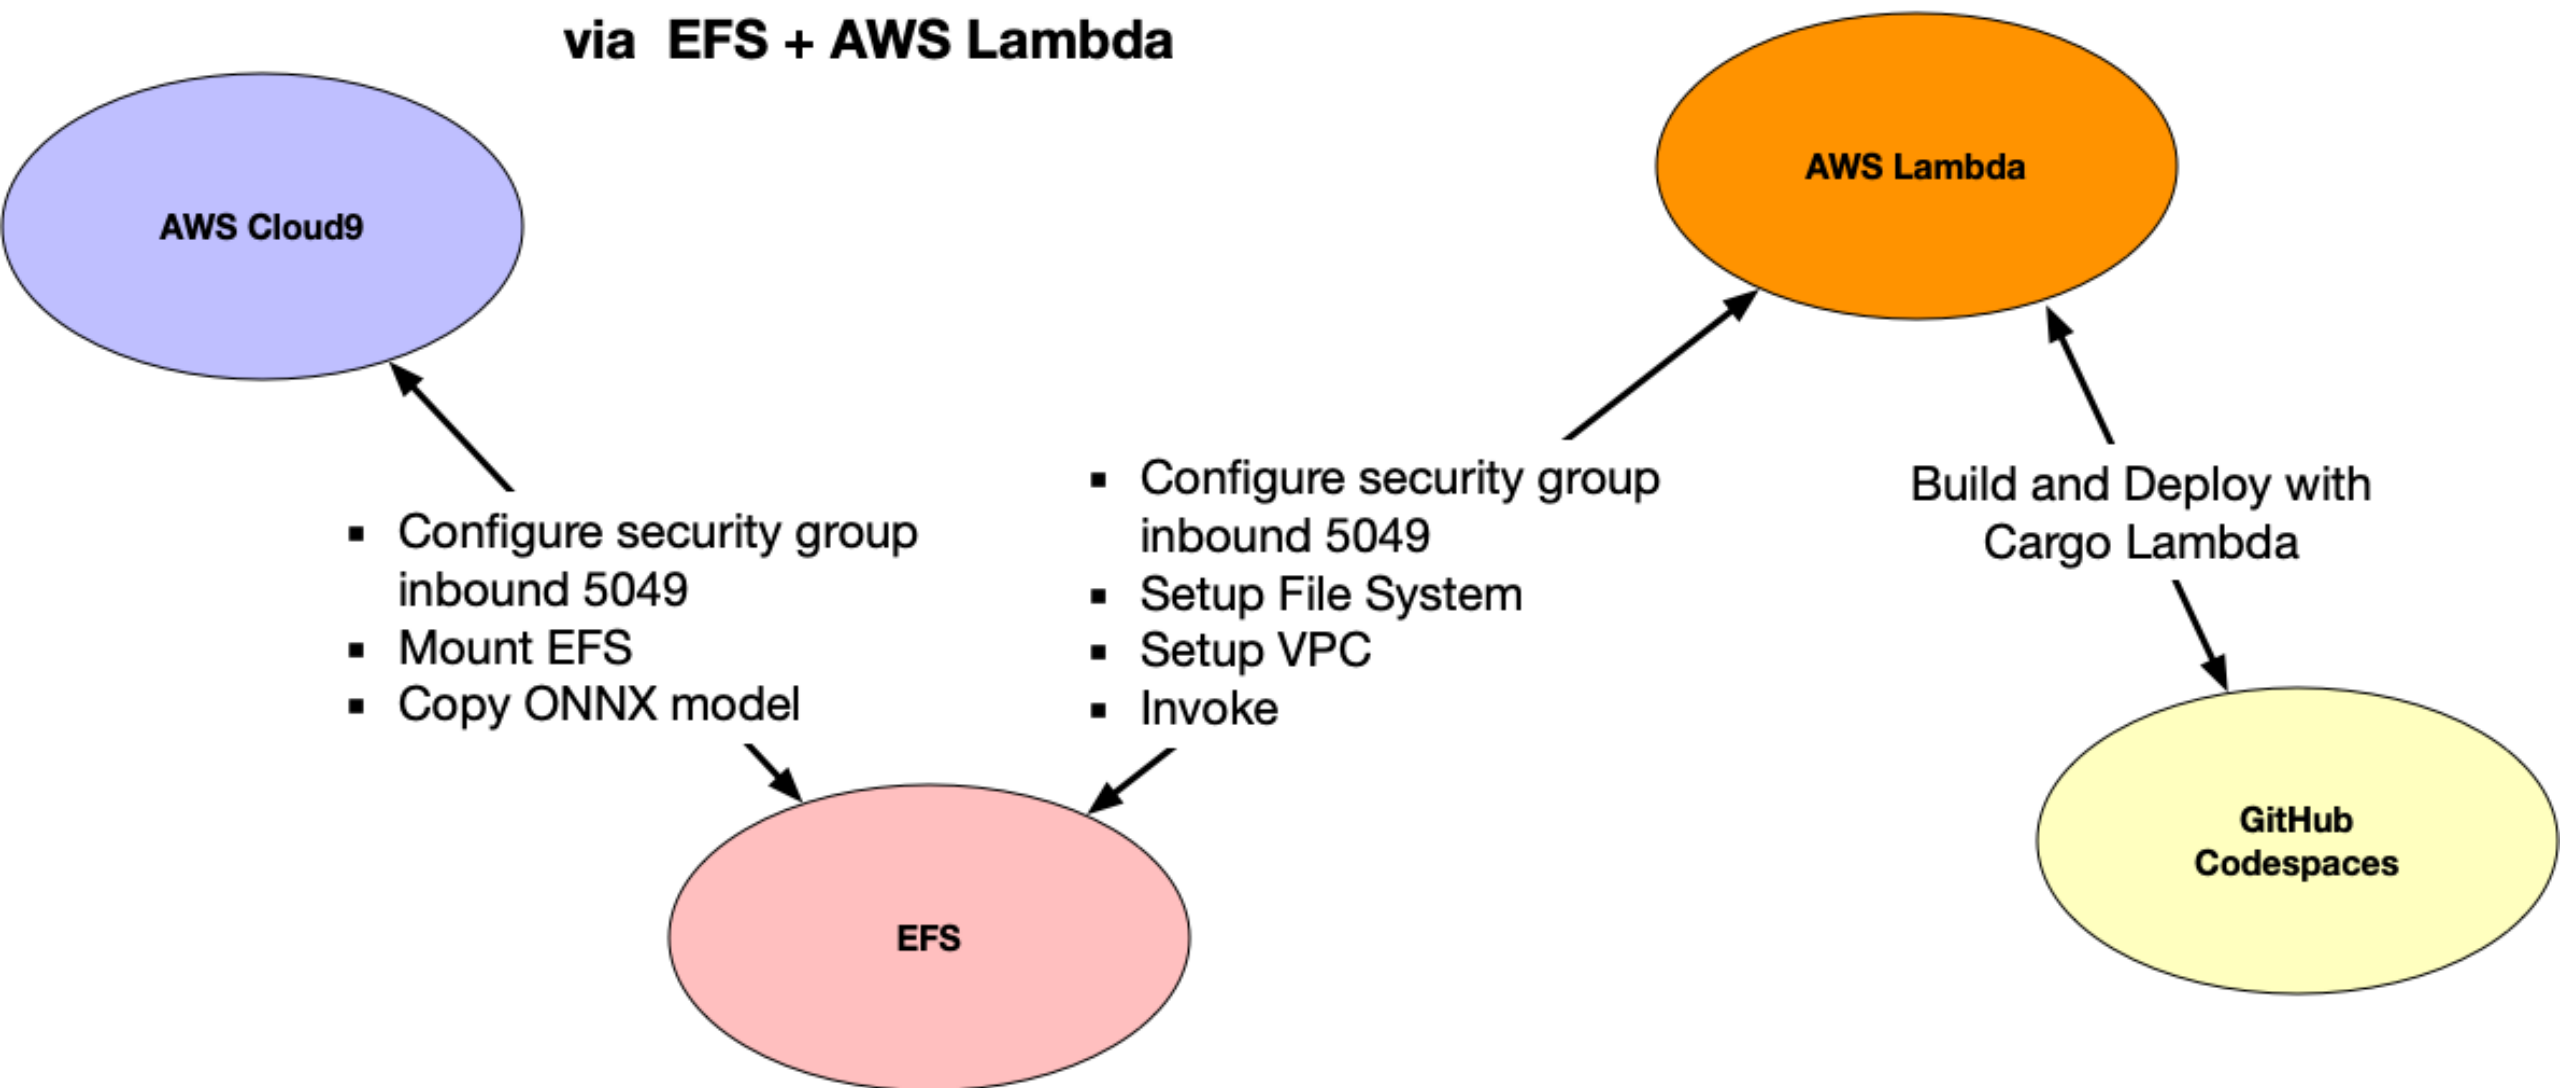 via EFS + AWS Lambda
AWS Cloud9
AWS Lambda
▪ Configure security group
inbound 5049
▪ Mount EFS
▪ Copy ONNX model
▪ Configure security group
inbound 5049
▪ Setup File System
▪ Setup VPC
▪ Invoke
Build and Deploy with
Cargo Lambda
EFS
GitHub
Codespaces